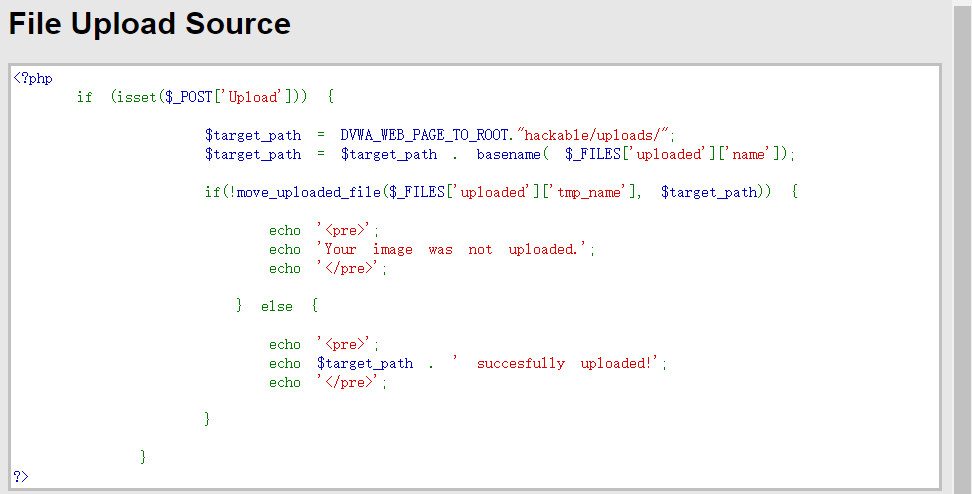 File Upload Source
<?php
if (isset($_POST['Upload'])) {
$target_path = DVWA_WEB_PAGE_TO_ROOT."hackable/uploads/";
$target_path = $target_path . basename( $_FILES['uploaded']['name']);
if(!move_uploaded_file($_FILES['uploaded']['tmp_name'], $target_path)) {
echo '<pre>';
echo 'Your image was not uploaded.';
echo '</pre>';
} else {
echo '<pre>';
echo $target_path . ' succesfully uploaded!';
echo '</pre>';
}
}
?>